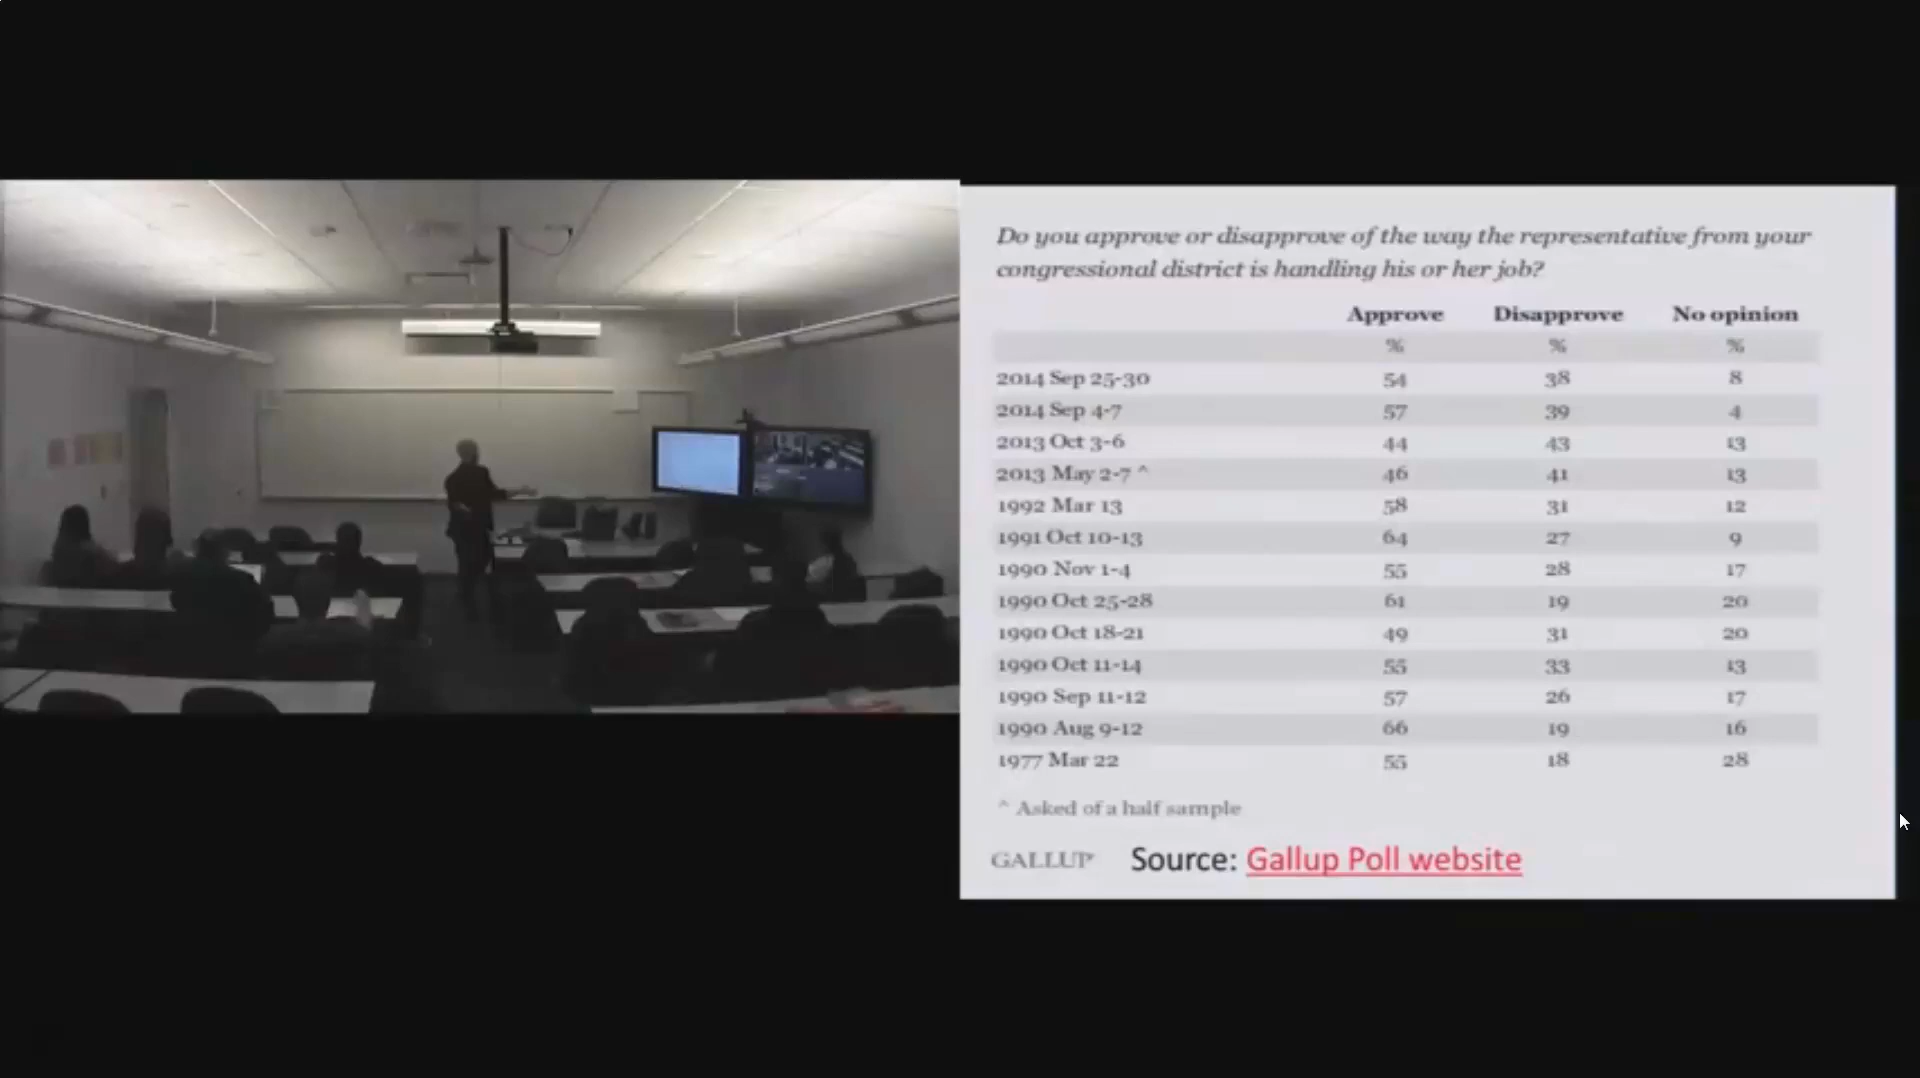 Do you approve or disapprove of the way the representative from your
congressional district is handling his or her job?
Approve Disapprove No opinion
% % %
2014 Sep 25-30 54 38 8
2014 Sep 4-7 57 39 4
2013 Oct 3-6 44 43 13
2013 May 2-7 ^ 46 41 13
1992 Mar 13 58 31 12
1991 Oct 10-13 64 27 9
1990 Nov 1-4 55 28 17
1990 Oct 25-28 61 19 20
1990 Oct 18-21 49 31 20
1990 Oct 11-14 55 33 13
1990 Sep 11-12 57 26 17
1990 Aug 9-12 66 19 16
1977 Mar 22 55 18 28
^ Asked of a half sample
GALLUP Source: Gallup Poll website